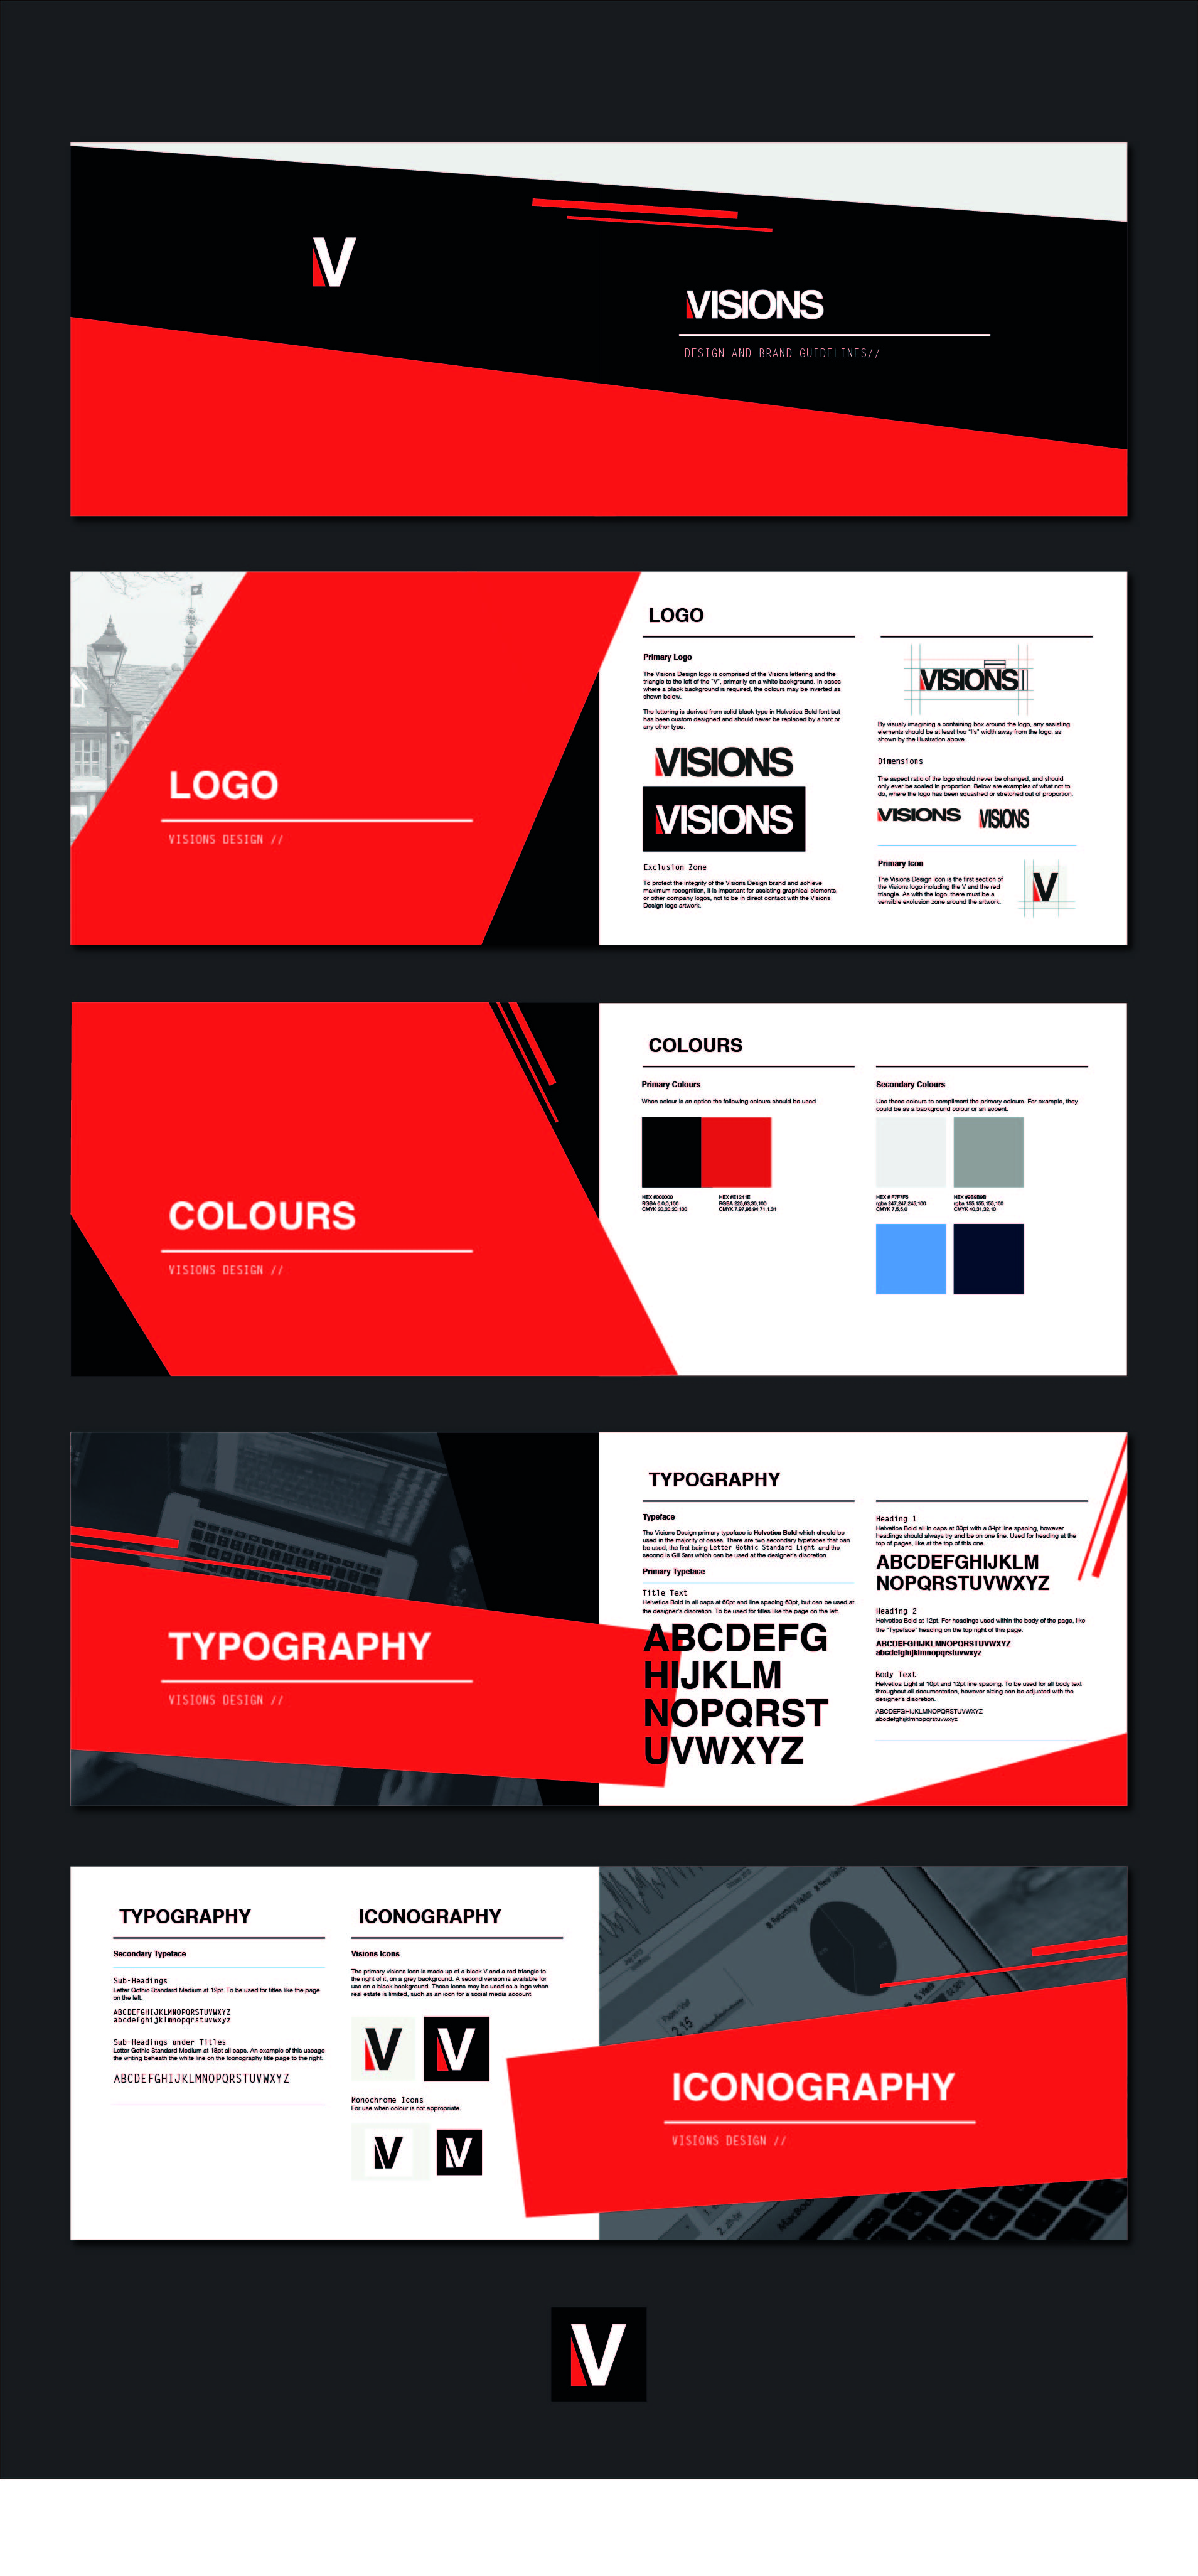 V
VISIONS
DESIGN AND BRAND GUIDELINES//
LOGO
VISIONS DESIGN //
LOGO
Primary Logo
The Visions Design logo is comprised of the Visions lettering and the
triangle to the left of the "V", primarily on a white background. In cases
where a black background is required, the colours may be inverted as
shown below.
The lettering is derived from solid black type in Helvetica Bold font but
has been custom designed and should never be replaced by a font or
any other type.
VISIONS
VISIONS
Exclusion Zone
To protect the integrity of the Visions Design brand and achieve
maximum recognition, it is important for assisting graphical elements,
or other company logos, not to be in direct contact with the Visions
Design logo artwork.
VISIONS
By visualy imagining a containing box around the logo, any assisting
elements should be at least two "I's" width away from the logo, as
shown by the illustration above.
Dimensions
The aspect ratio of the logo should never be changed, and should
only ever be scaled in proportion. Below are examples of what not to
do, where the logo has been squashed or stretched out of proportion.
VISIONS VISIONS
Primary Icon
The Visions Design icon is the first section of
the Visions logo including the V and the red
triangle. As with the logo, there must be a
sensible exclusion zone around the artwork.
V
COLOURS
VISIONS DESIGN //
COLOURS
Primary Colours
When colour is an option the following colours should be used
HEX #000000
RGBA 0,0,0,100
CMYK 20,20,20,100
HEX #E1241E
RGBA 225,63,30,100
CMYK 7.97,96,94.71,1.31
Secondary Colours
Use these colours to compliment the primary colours. For example, they
could be as a background colour or an accent.
HEX # F7F7F5
rgba 247,247,245,100
CMYK 7,5,5,0
HEX #9B9B9B
rgba 155,155,155,100
CMYK 40,31,32,10
TYPOGRAPHY
VISIONS DESIGN //
TYPOGRAPHY
Typeface
The Visions Design primary typeface is Helvetica Bold which should be
used in the majority of cases. There are two secondary typefaces that can
be used, the first being Letter Gothic Standard Light and the
second is Gill Sans which can be used at the designer's discretion.
Primary Typeface
Title Text
Helvetica Bold in all caps at 60pt and line spacing 60pt, but can be used at
the designer's discretion. To be used for titles like the page on the left.
ABCDEFG
HIJKLM
NOPQRST
UVWXYZ
Heading 1
Helvetica Bold all in caps at 30pt with a 34pt line spacing, however
headings should always try and be on one line. Used for heading at the
top of pages, like at the top of this one.
ABCDEFGHIJKLM
NOPQRSTUVWXYZ
Heading 2
Helvetica Bold at 12pt. For headings used within the body of the page, like
the "Typeface" heading on the top right of this page.
ABCDEFGHIJKLMNOPQRSTUVWXYZ
abcdefghijklmnopqrstuvwxyz
Body Text
Helvetica Light at 10pt and 12pt line spacing. To be used for all body text
throughout all documentation, however sizing can be adjusted with the
designer's discretion.
ABCDEFGHIJKLMNOPQRSTUVWXYZ
abcdefghijklmnopqrstuvwxyz
TYPOGRAPHY
Secondary Typeface
Sub-Headings
Letter Gothic Standard Medium at 12pt. To be used for titles like the page
on the left.
ABCDEFGHIJKLMNOPQRSTUVWXYZ
abcdefghijklmnopqrstuvwxyz
Sub-Headings under Titles
Letter Gothic Standard Medium at 18pt all caps. An example of this useage
the writing beheath the white line on the Iconography title page to the right.
ABCDEFGHIJKLMNOPQRSTUVWXYZ
ICONOGRAPHY
Visions Icons
The primary visions icon is made up of a black V and a red triangle to
the right of it, on a grey background. A second version is available for
use on a black background. These icons may be used as a logo when
real estate is limited, such as an icon for a social media account.
V V
Monochrome Icons
For use when colour is not appropriate.
V V
Returning Visitor
New Visitor
2.15
MacBoo
ICONOGRAPHY
VISIONS DESIGN //
V